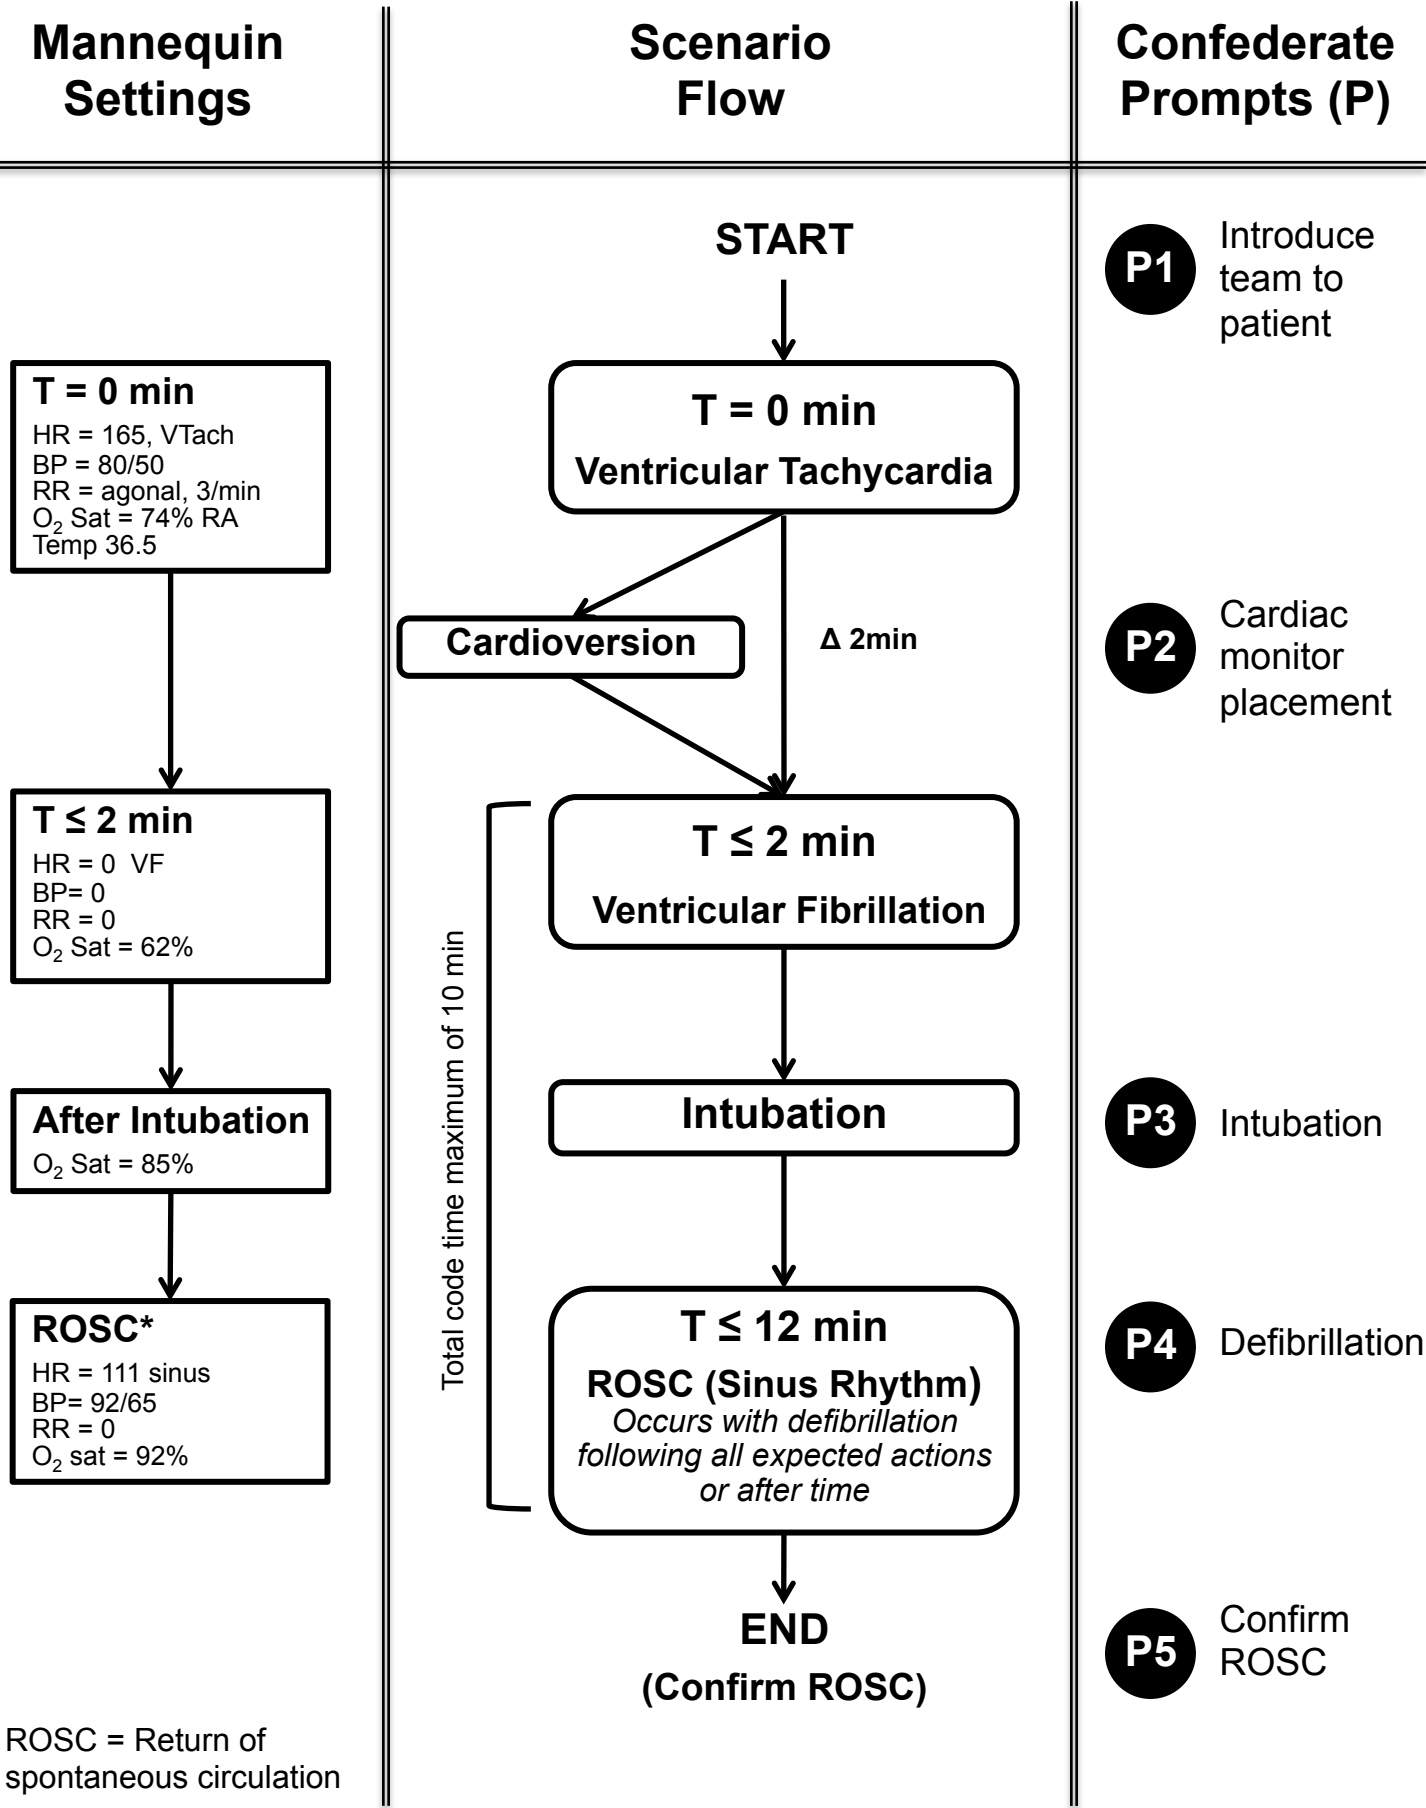 Mannequin
Settings
Scenario
Flow
Confederate
Prompts (P)
T = 0 min
HR = 165, VTach
BP = 80/50
RR = agonal, 3/min
O₂ Sat = 74% RA
Temp 36.5
T ≤ 2 min
HR = 0  VF
BP= 0
RR = 0
O₂ Sat = 62%
After Intubation
O₂ Sat = 85%
ROSC*
HR = 111 sinus
BP= 92/65
RR = 0
O₂ sat = 92%
ROSC = Return of
spontaneous circulation
START
T = 0 min
Ventricular Tachycardia
Cardioversion
Δ 2min
T ≤ 2 min
Ventricular Fibrillation
Total code time maximum of 10 min
Intubation
T ≤ 12 min
ROSC (Sinus Rhythm)
Occurs with defibrillation
following all expected actions
or after time
END
(Confirm ROSC)
P1
Introduce
team to
patient
P2
Cardiac
monitor
placement
P3
Intubation
P4
Defibrillation
P5
Confirm
ROSC